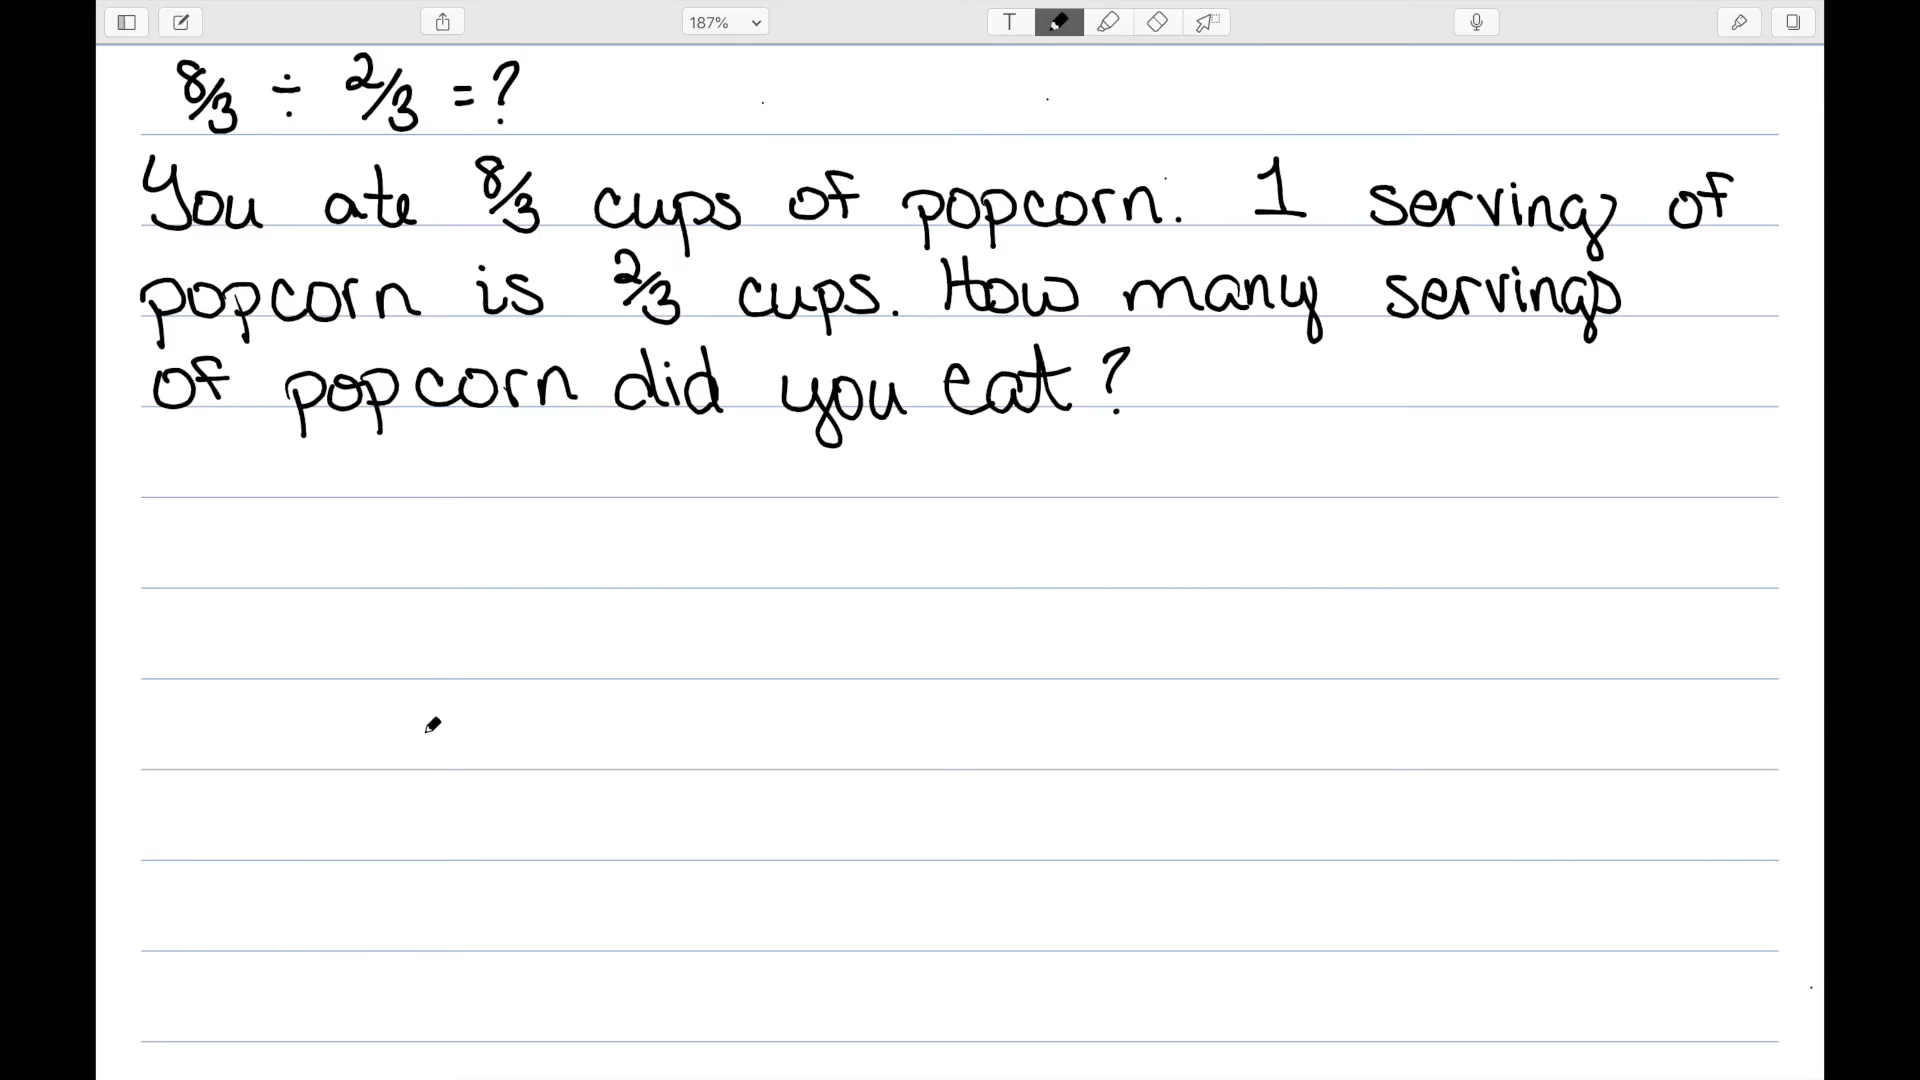 187%
T
8/3 ÷ 2/3 = ?
You ate 8/3 cups of popcorn. 1 serving of
popcorn is 2/3 cups. How many servings
of popcorn did you eat?